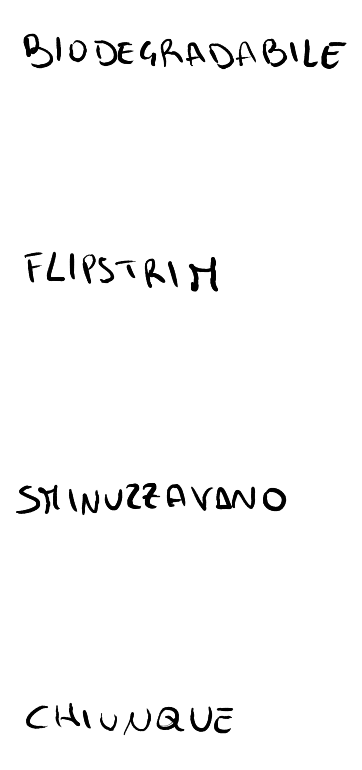 BIODEGRADABILE
FLIPSTRIM
SMINUZZAVANO
CHIUNQUE